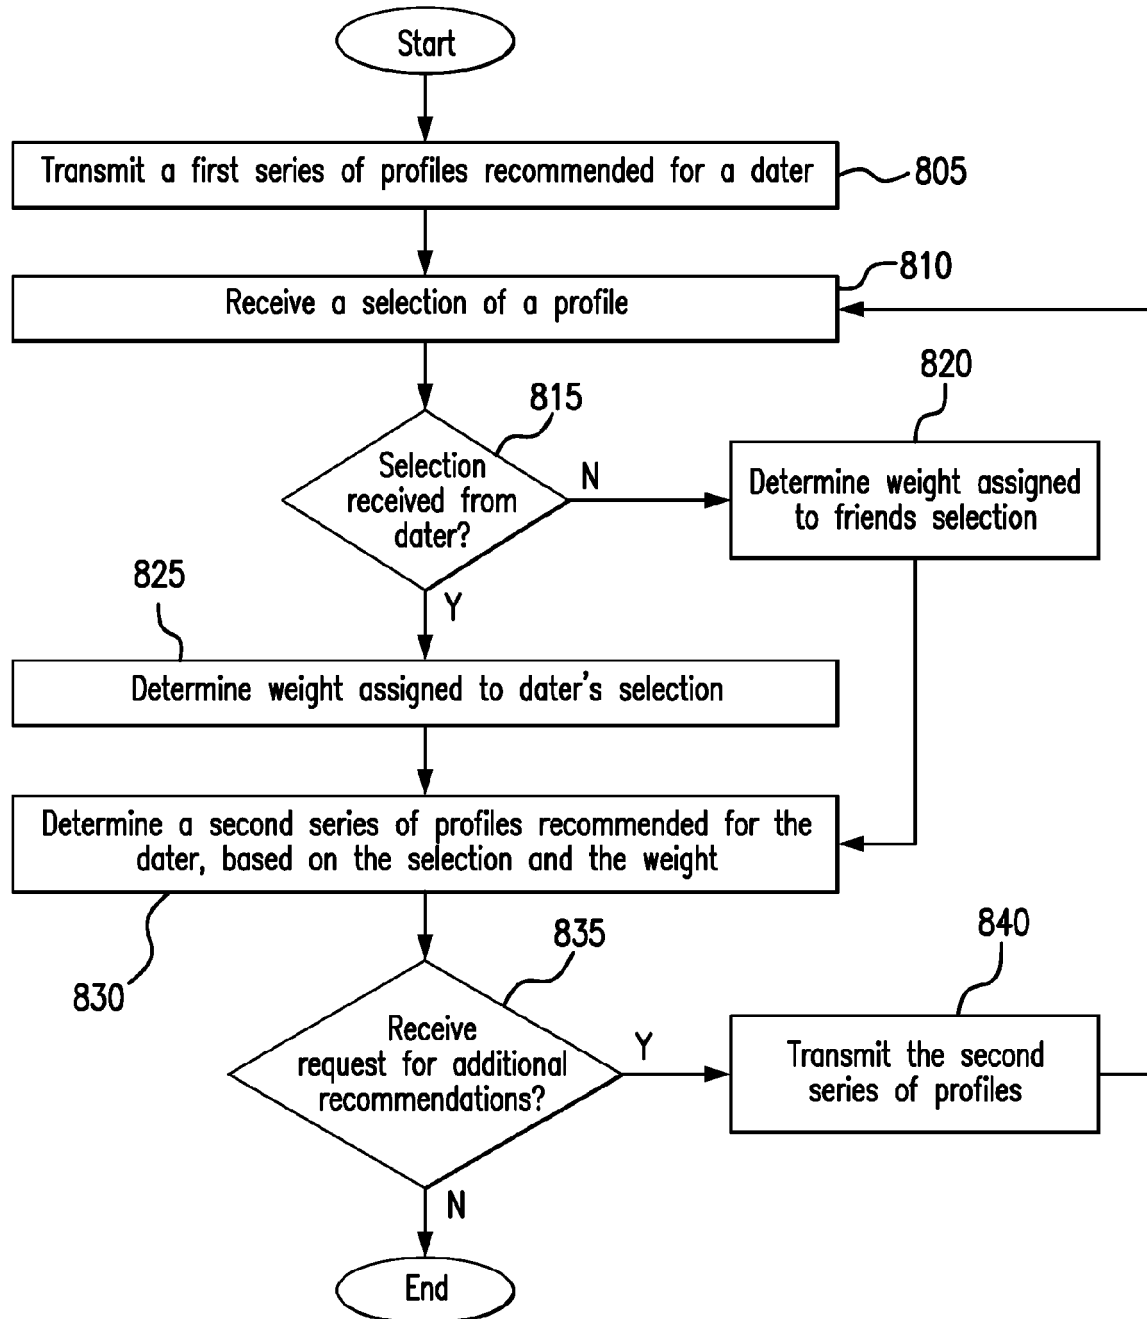 Start
Transmit a first series of profiles recommended for a dater
805
810
Receive a selection of a profile
815
820
Selection
received from
dater?
N
Determine weight assigned
to friends selection
825
Y
Determine weight assigned to dater's selection
Determine a second series of profiles recommended for the
dater, based on the selection and the weight
830
835
840
Receive
request for additional
recommendations?
Y
Transmit the second
series of profiles
N
End